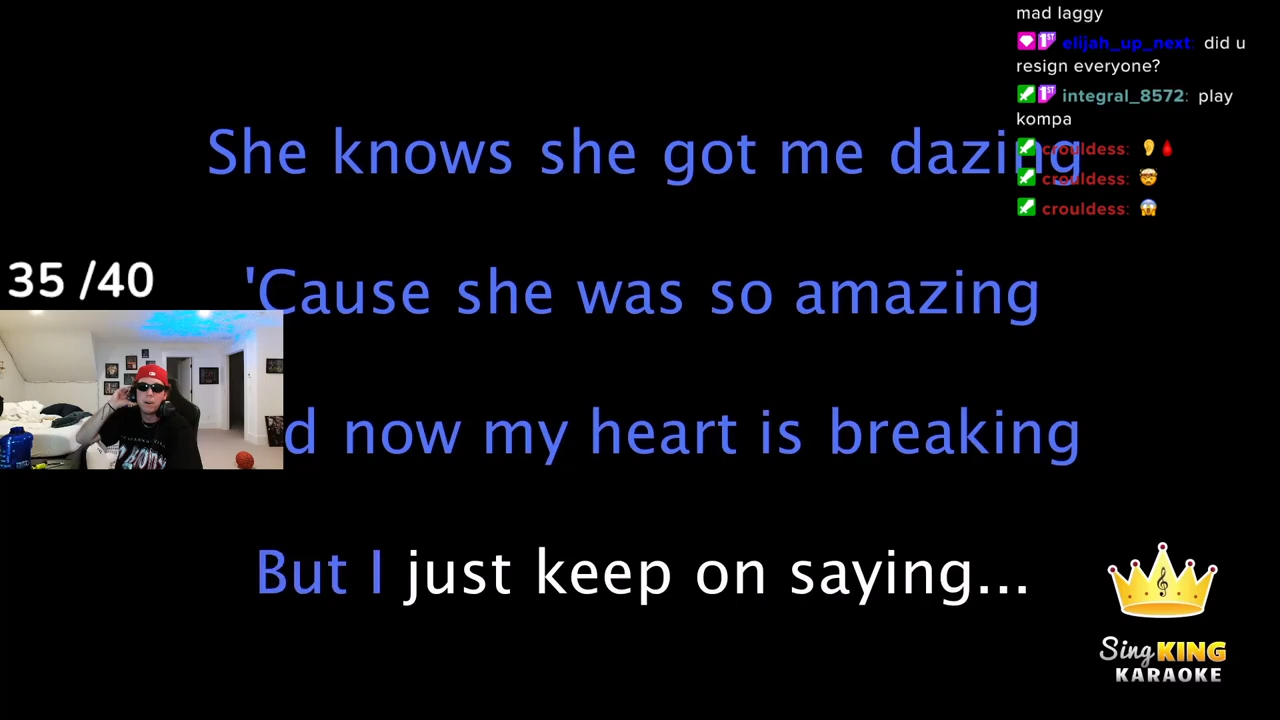 mad laggy
elijah_up_next: did u
resign everyone?
integral_8572: play
kompa
crouldess: 👂🩸
crouldess: 🤯
crouldess: 😱
She knows she got me dazing
'Cause she was so amazing
35 /40
d now my heart is breaking
But I just keep on saying...
Sing KING
KARAOKE